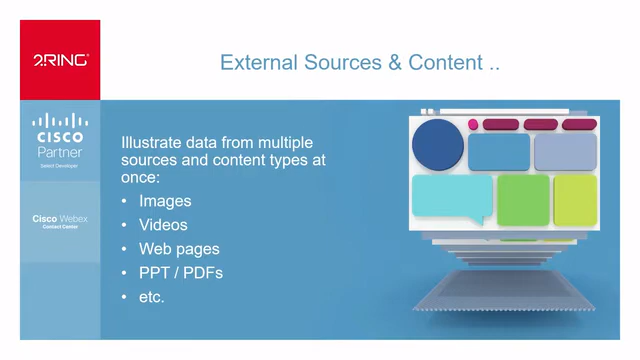 2RING®
External Sources & Content ..
CISCO
Partner
Select Developer
Cisco Webex
Contact Center
Illustrate data from multiple
sources and content types at
once:
• Images
• Videos
• Web pages
• PPT / PDFs
• etc.